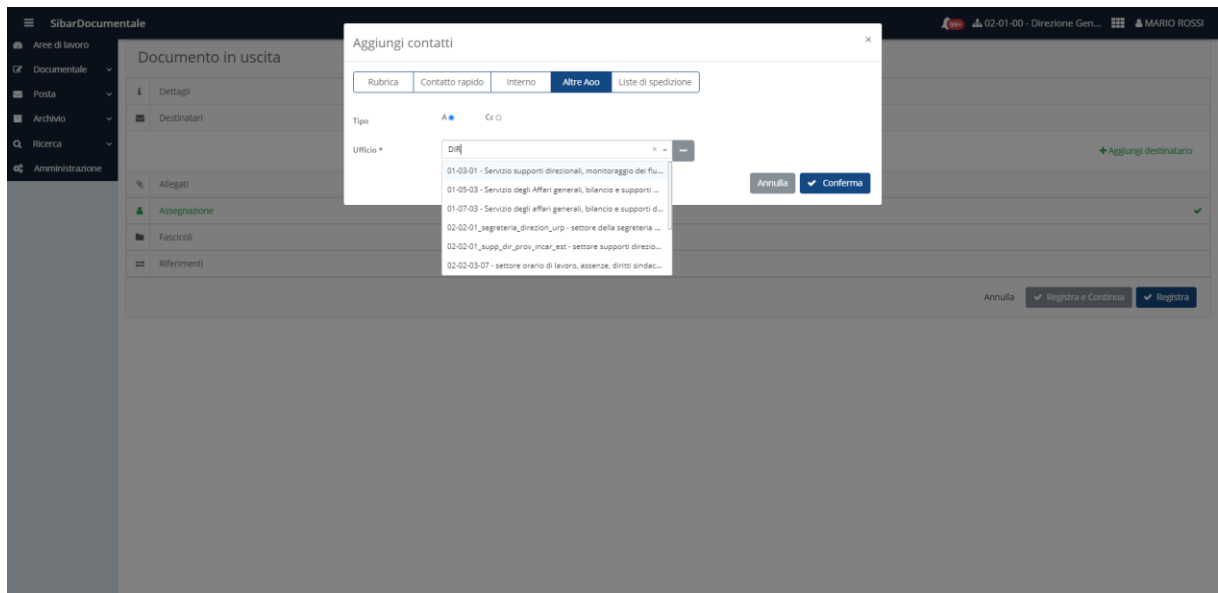 SibarDocumentale
99+
02-01-00 - Direzione Gen...
MARIO ROSSI
Aree di lavoro
Documentale
Posta
Archivio
Ricerca
Amministrazione
Documento in uscita
Dettagli
Destinatari
Aggiungi destinatario
Allegati
Assegnazione
Fascicoli
Riferimenti
Annulla
Registra e Continua
Registra
Aggiungi contatti
×
Rubrica Contatto rapido Interno Altre Aoo Liste di spedizione
Tipo A Cc
Ufficio * DIR
01-03-01 - Servizio supporti direzionali, monitoraggio dei flu...
01-05-03 - Servizio degli Affari generali, bilancio e supporti ...
01-07-03 - Servizio degli affari generali, bilancio e supporti d...
02-02-01_segreteria_direzion_urp - settore della segreteria ...
02-02-01_supp_dir_prov_incar_est - settore supporti direzio...
02-02-03-07 - settore orario di lavoro, assenze, diritti sindac...
Annulla Conferma